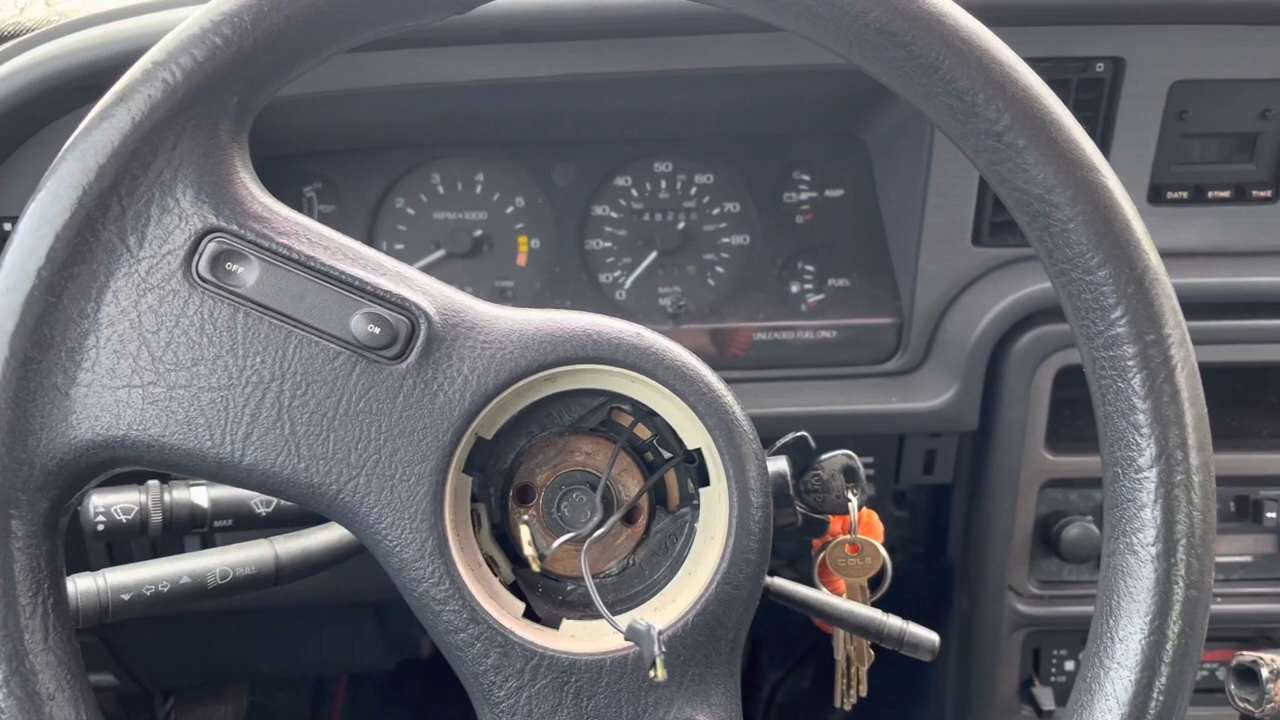 50
40 60
30 70
20 80
10
0
3 4
2 5
1 6
RPM×1000
AMP
FUEL
UNLEADED FUEL ONLY
DATE ETIME TIME
OFF
ON
MAX
PULL
FORD
COLE